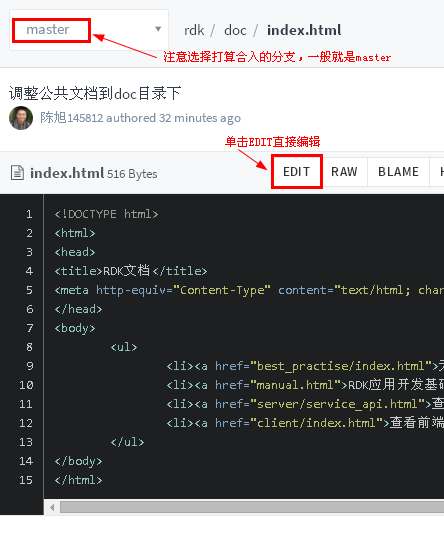 master
rdk / doc / index.html
注意选择打算合入的分支，一般就是master
调整公共文档到doc目录下
陈旭145812 authored 32 minutes ago
单击EDIT直接编辑
index.html 516 Bytes
EDIT RAW BLAME
1 <!DOCTYPE html>
2 <html>
3 <head>
4 <title>RDK文档</title>
5 <meta http-equiv="Content-Type" content="text/html; char
6 </head>
7 <body>
8 <ul>
9 <li><a href="best_practise/index.html">
10 <li><a href="manual.html">RDK应用开发基础
11 <li><a href="server/service_api.html">查
12 <li><a href="client/index.html">查看前端
13 </ul>
14 </body>
15 </html>